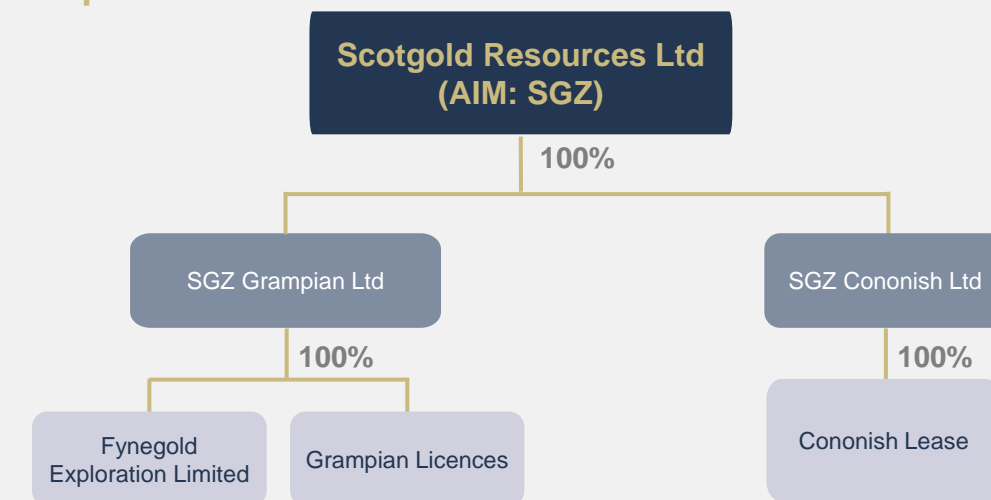 Scotgold Resources Ltd
(AIM: SGZ)
100%
SGZ Grampian Ltd
SGZ Cononish Ltd
100%
100%
Fynegold
Exploration Limited
Grampian Licences
Cononish Lease